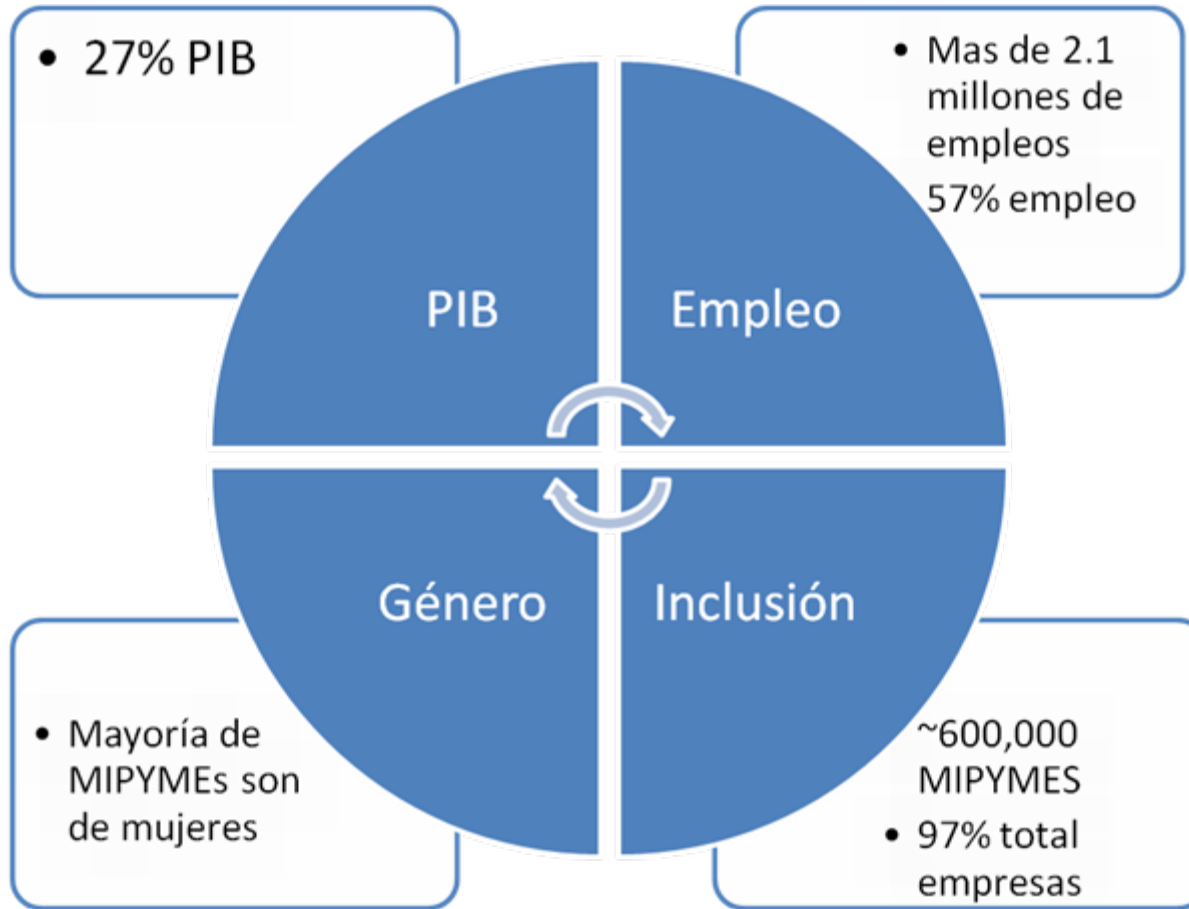 • 27% PIB
• Mas de 2.1
millones de
empleos
57% empleo
PIB
Empleo
Género
Inclusión
• Mayoría de
MIPYMEs son
de mujeres
~600,000
MIPYMES
• 97% total
empresas